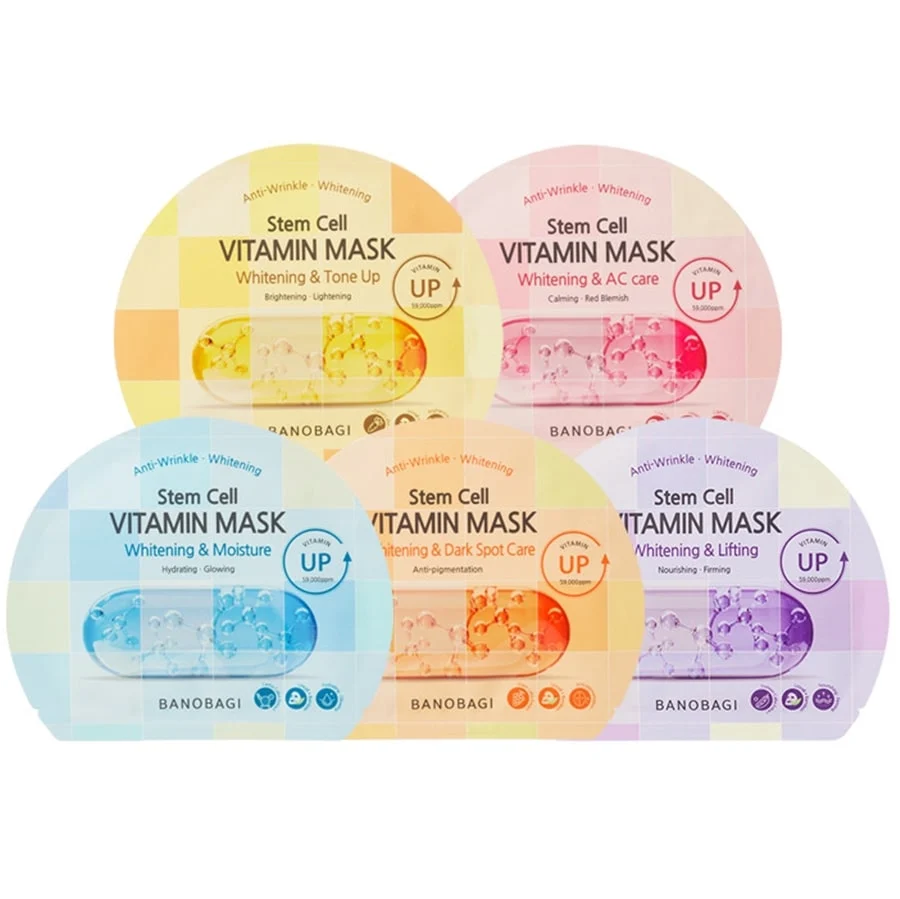 Anti-Wrinkle · Whitening
Stem Cell
VITAMIN MASK
Whitening & Tone Up
Brightening · Lightening
VITAMIN
UP
59,000ppm
BANOBAGI
Anti-Wrinkle · Whitening
Stem Cell
VITAMIN MASK
Whitening & AC care
Calming · Red Blemish
VITAMIN
UP
59,000ppm
BANOBAGI
Anti-Wrinkle · Whitening
Stem Cell
VITAMIN MASK
Whitening & Moisture
Hydrating · Glowing
VITAMIN
UP
59,000ppm
BANOBAGI
Anti-Wrinkle · Whitening
Stem Cell
VITAMIN MASK
itening & Dark Spot Care
Anti-pigmentation
VITAMIN
UP
59,000ppm
BANOBAGI
Anti-Wrinkle · Whitening
Stem Cell
VITAMIN MASK
Whitening & Lifting
Nourishing · Firming
VITAMIN
UP
59,000ppm
BANOBAGI